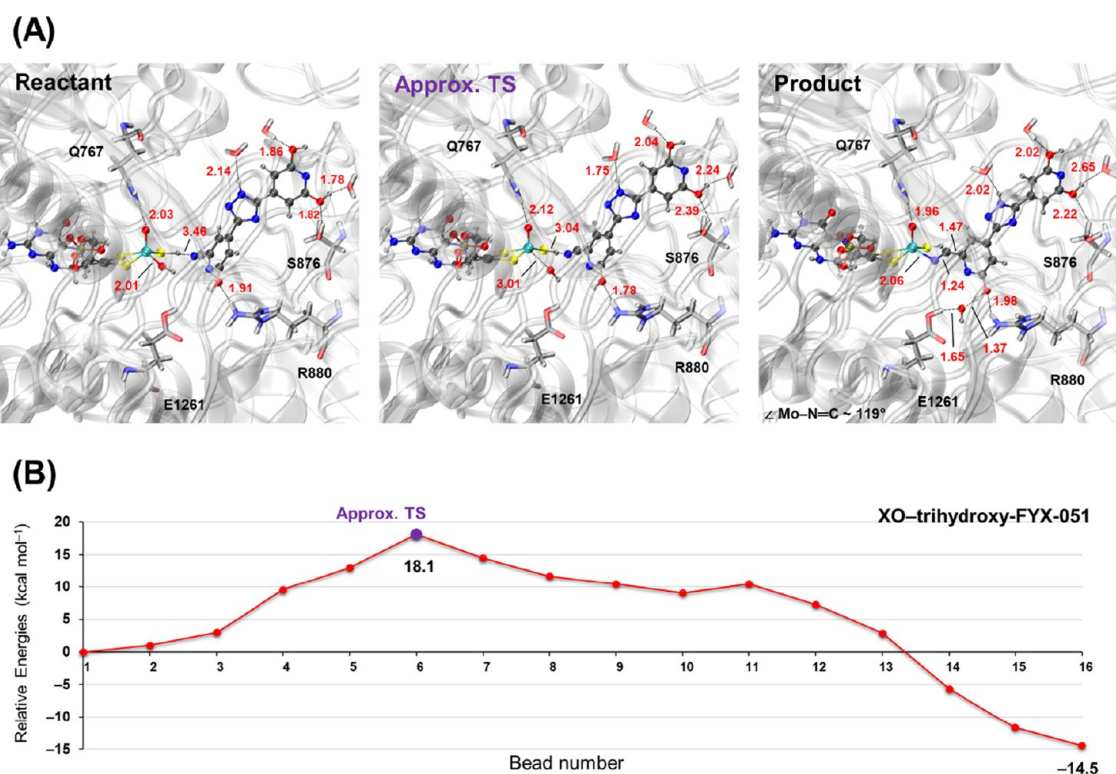 (A)
Reactant
Q767
1.86
2.14
1.78
1.82
2.03
3.46
2.01
1.91
S876
R880
E1261
Approx. TS
Q767
2.04
1.75
2.24
2.39
2.12
3.04
3.01
1.78
S876
R880
E1261
Product
Q767
2.02
2.02
2.65
2.22
1.96
1.47
2.06
1.24
1.98
1.65
1.37
S876
R880
E1261
∠ Mo–N=C ~ 119°
(B)
XO–trihydroxy-FYX-051
Approx. TS
18.1
Relative Energies (kcal mol⁻¹)
20
15
10
5
0
−5
−10
−15
1 2 3 4 5 6 7 8 9 10 11 12 13 14 15 16
Bead number
−14.5